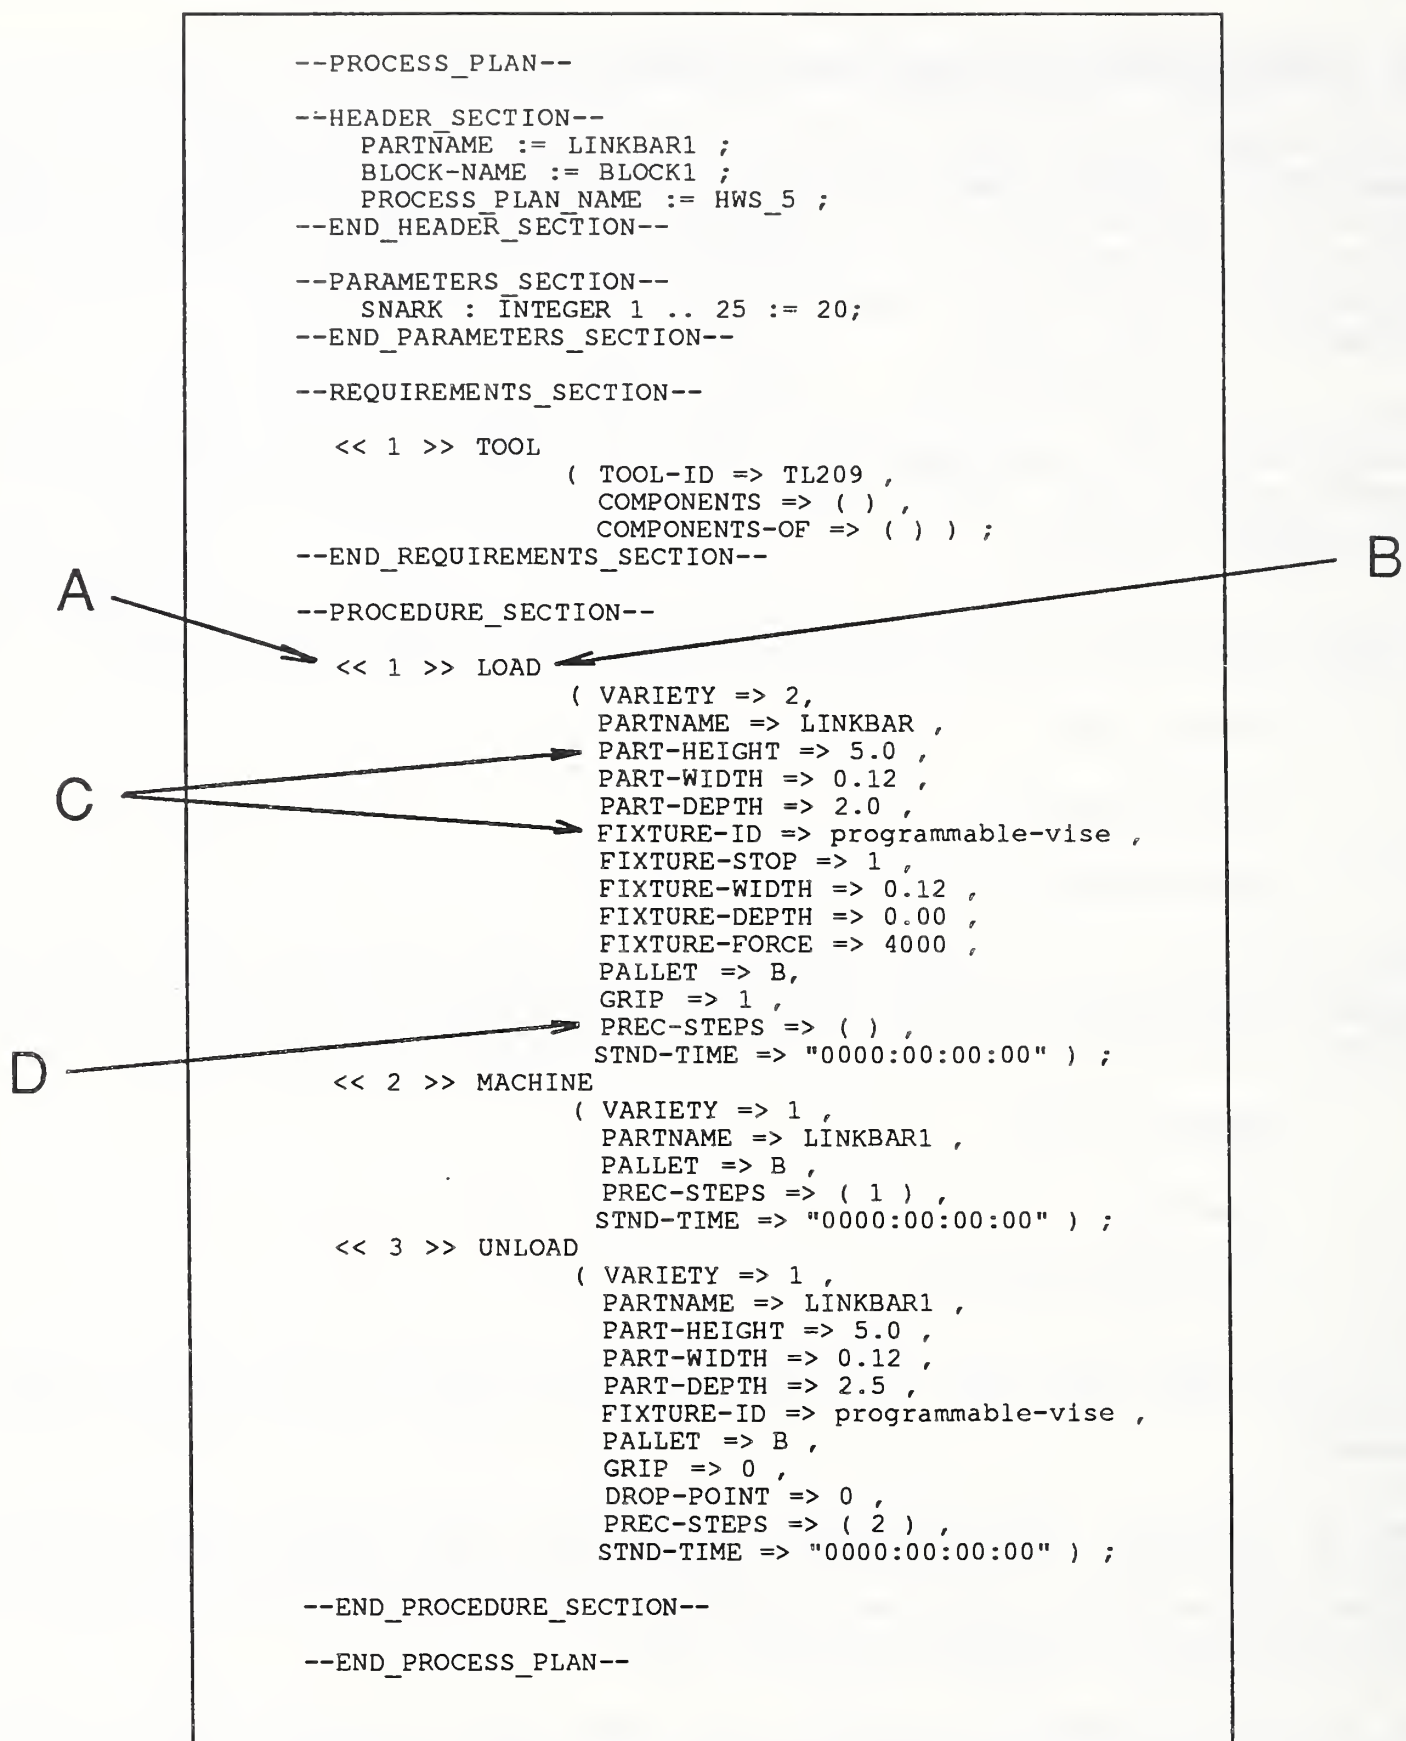 --PROCESS_PLAN--
--HEADER_SECTION--
PARTNAME := LINKBAR1 ;
BLOCK-NAME := BLOCK1 ;
PROCESS_PLAN_NAME := HWS_5 ;
--END_HEADER_SECTION--
--PARAMETERS_SECTION--
SNARK : INTEGER 1 .. 25 := 20;
--END_PARAMETERS_SECTION--
--REQUIREMENTS_SECTION--
<< 1 >> TOOL
( TOOL-ID => TL209 ,
COMPONENTS => ( ) ,
COMPONENTS-OF => ( ) ) ;
--END_REQUIREMENTS_SECTION--
B
A
--PROCEDURE_SECTION--
<< 1 >> LOAD
( VARIETY => 2,
PARTNAME => LINKBAR ,
PART-HEIGHT => 5.0 ,
PART-WIDTH => 0.12 ,
C
PART-DEPTH => 2.0 ,
FIXTURE-ID => programmable-vise ,
FIXTURE-STOP => 1 ,
FIXTURE-WIDTH => 0.12 ,
FIXTURE-DEPTH => 0.00 ,
FIXTURE-FORCE => 4000 ,
PALLET => B,
GRIP => 1 ,
PREC-STEPS => ( ) ,
D
STND-TIME => "0000:00:00:00" ) ;
<< 2 >> MACHINE
( VARIETY => 1 ,
PARTNAME => LINKBAR1 ,
PALLET => B ,
PREC-STEPS => ( 1 ) ,
STND-TIME => "0000:00:00:00" ) ;
<< 3 >> UNLOAD
( VARIETY => 1 ,
PARTNAME => LINKBAR1 ,
PART-HEIGHT => 5.0 ,
PART-WIDTH => 0.12 ,
PART-DEPTH => 2.5 ,
FIXTURE-ID => programmable-vise ,
PALLET => B ,
GRIP => 0 ,
DROP-POINT => 0 ,
PREC-STEPS => ( 2 ) ,
STND-TIME => "0000:00:00:00" ) ;
--END_PROCEDURE_SECTION--
--END_PROCESS_PLAN--